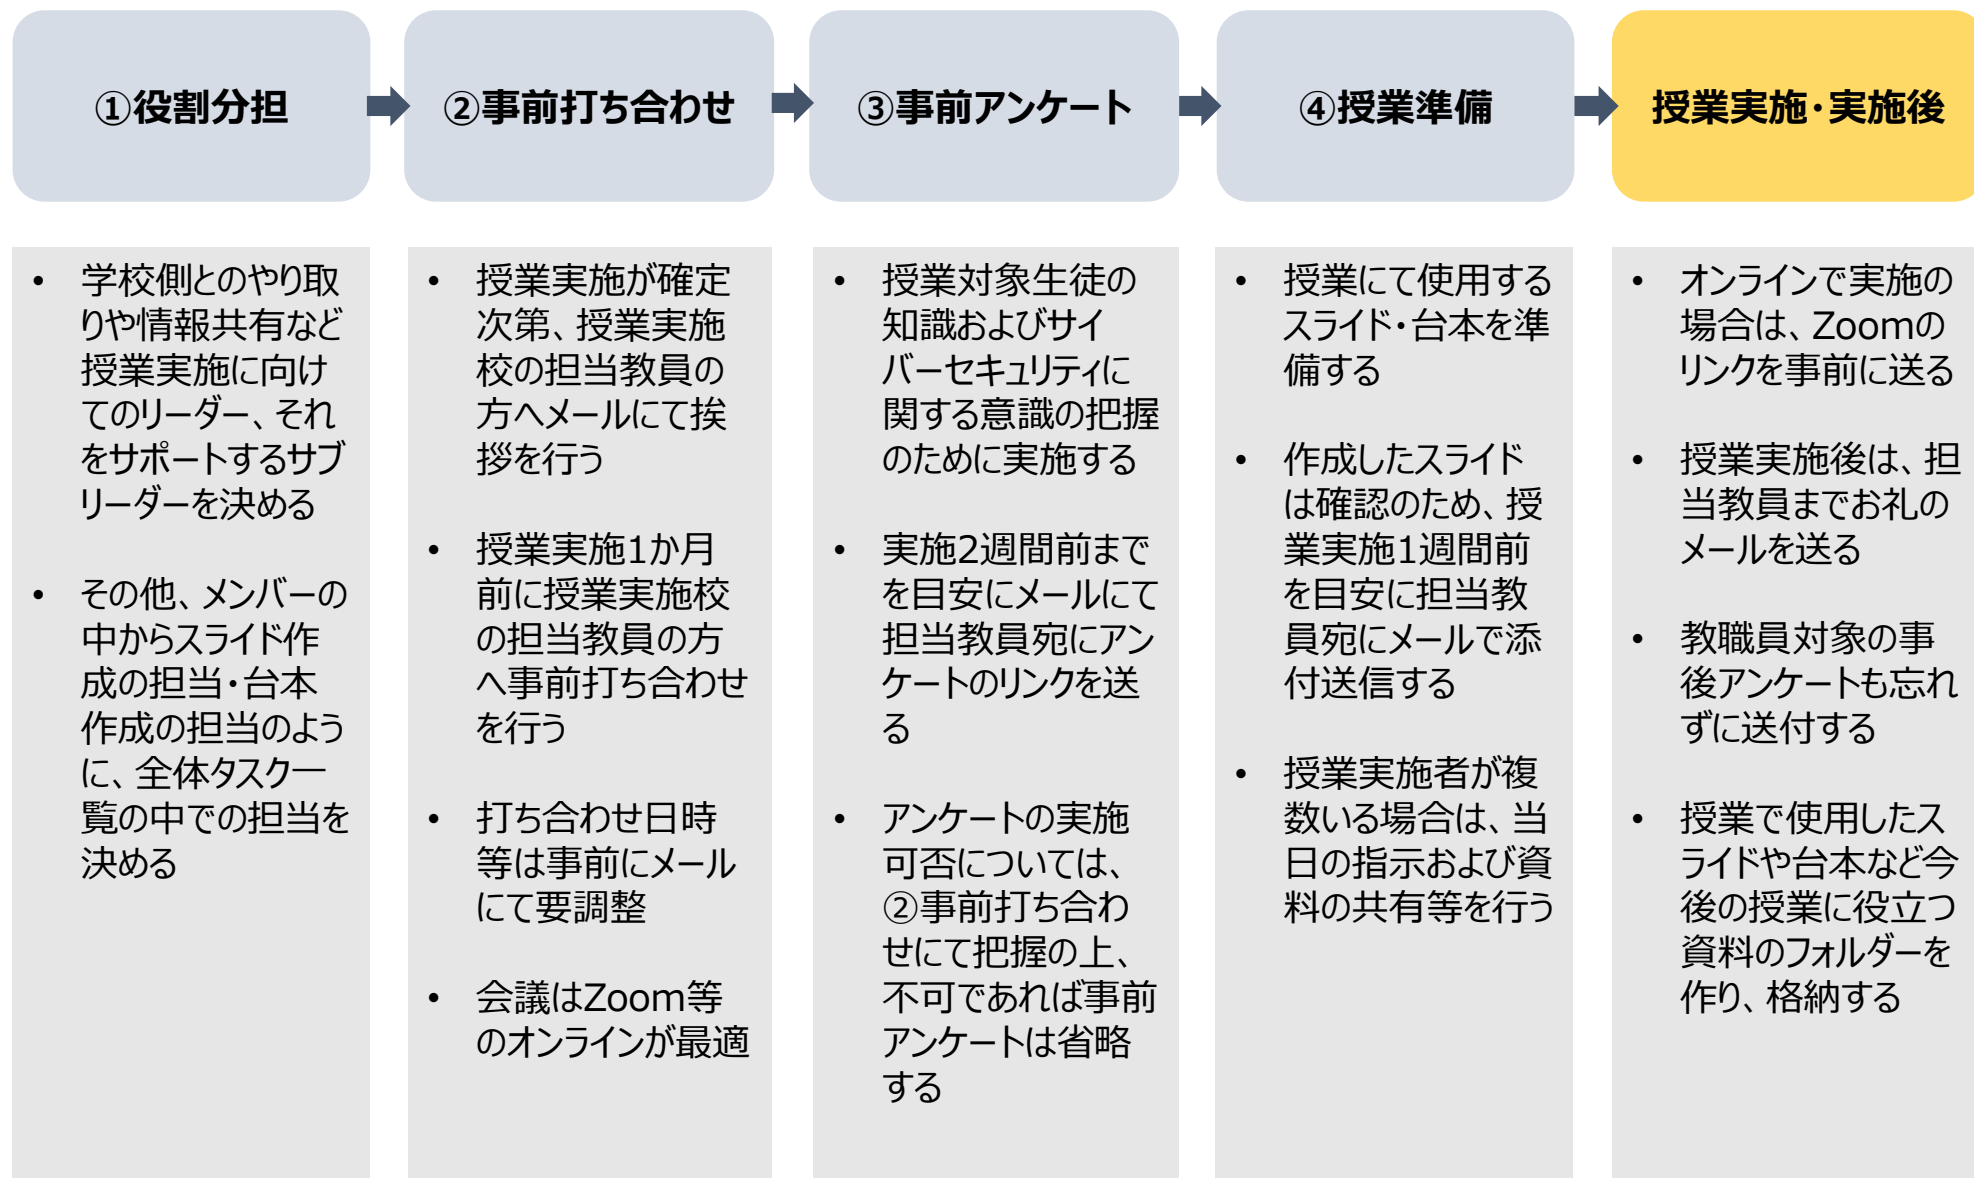 ①役割分担
②事前打ち合わせ
③事前アンケート
④授業準備
授業実施・実施後
• 学校側とのやり取
りや情報共有など
授業実施に向け
てのリーダー、それ
をサポートするサブ
リーダーを決める
• その他、メンバーの
中からスライド作
成の担当・台本
作成の担当のよう
に、全体タスク一
覧の中での担当を
決める
• 授業実施が確定
次第、授業実施
校の担当教員の
方へメールにて挨
拶を行う
• 授業実施1か月
前に授業実施校
の担当教員の方
へ事前打ち合わせ
を行う
• 打ち合わせ日時
等は事前にメール
にて要調整
• 会議はZoom等
のオンラインが最適
• 授業対象生徒の
知識およびサイ
バーセキュリティに
関する意識の把握
のために実施する
• 実施2週間前まで
を目安にメールにて
担当教員宛にアン
ケートのリンクを送
る
• アンケートの実施
可否については、
②事前打ち合わ
せにて把握の上、
不可であれば事前
アンケートは省略
する
• 授業にて使用する
スライド・台本を準
備する
• 作成したスライド
は確認のため、授
業実施1週間前
を目安に担当教
員宛にメールで添
付送信する
• 授業実施者が複
数いる場合は、当
日の指示および資
料の共有等を行う
• オンラインで実施の
場合は、Zoomの
リンクを事前に送る
• 授業実施後は、担
当教員までお礼の
メールを送る
• 教職員対象の事
後アンケートも忘れ
ずに送付する
• 授業で使用したス
ライドや台本など今
後の授業に役立つ
資料のフォルダーを
作り、格納する